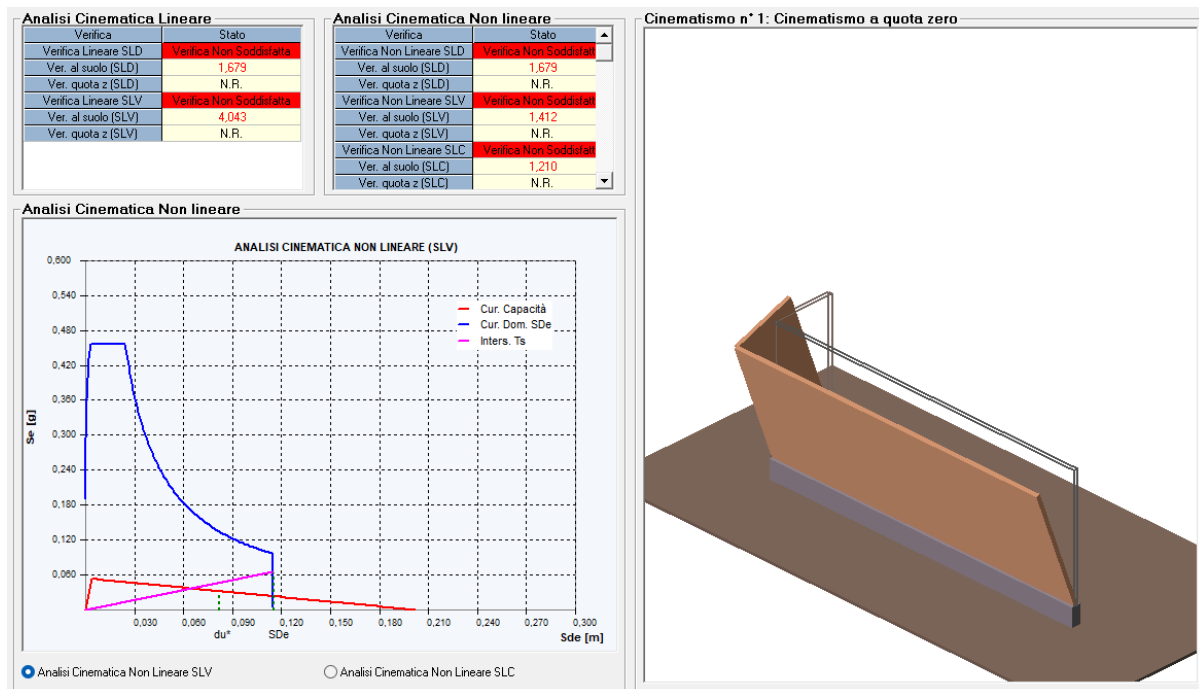 Analisi Cinematica Lineare
Verifica Stato
Verifica Lineare SLD Verifica Non Soddisfatta
Ver. al suolo (SLD) 1,679
Ver. quota z (SLD) N.R.
Verifica Lineare SLV Verifica Non Soddisfatta
Ver. al suolo (SLV) 4,043
Ver. quota z (SLV) N.R.
Analisi Cinematica Non lineare
Verifica Stato
Verifica Non Lineare SLD Verifica Non Soddisfatt
Ver. al suolo (SLD) 1,679
Ver. quota z (SLD) N.R.
Verifica Non Lineare SLV Verifica Non Soddisfatt
Ver. al suolo (SLV) 1,412
Ver. quota z (SLV) N.R.
Verifica Non Lineare SLC Verifica Non Soddisfatt
Ver. al suolo (SLC) 1,210
Ver. quota z (SLC) N.R.
Cinematismo n° 1: Cinematismo a quota zero
Analisi Cinematica Non lineare
ANALISI CINEMATICA NON LINEARE (SLV)
0,600
0,540
0,480
0,420
0,360
0,300
0,240
0,180
0,120
0,060
Se [g]
Cur. Capacità
Cur. Dom. SDe
Inters. Ts
0,030 0,060 0,090 0,120 0,150 0,180 0,210 0,240 0,270 0,300
du* SDe
Sde [m]
Analisi Cinematica Non Lineare SLV
Analisi Cinematica Non Lineare SLC